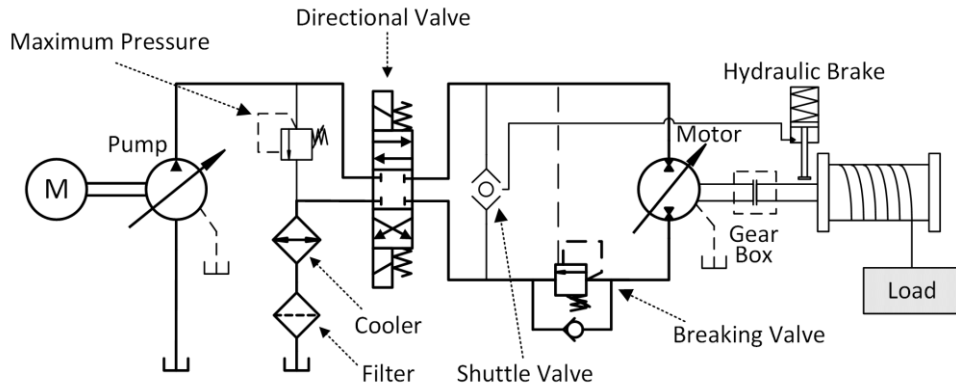 Directional Valve
Maximum Pressure
Hydraulic Brake
Pump
Motor
M
Gear
Box
Load
Cooler
Breaking Valve
Filter
Shuttle Valve